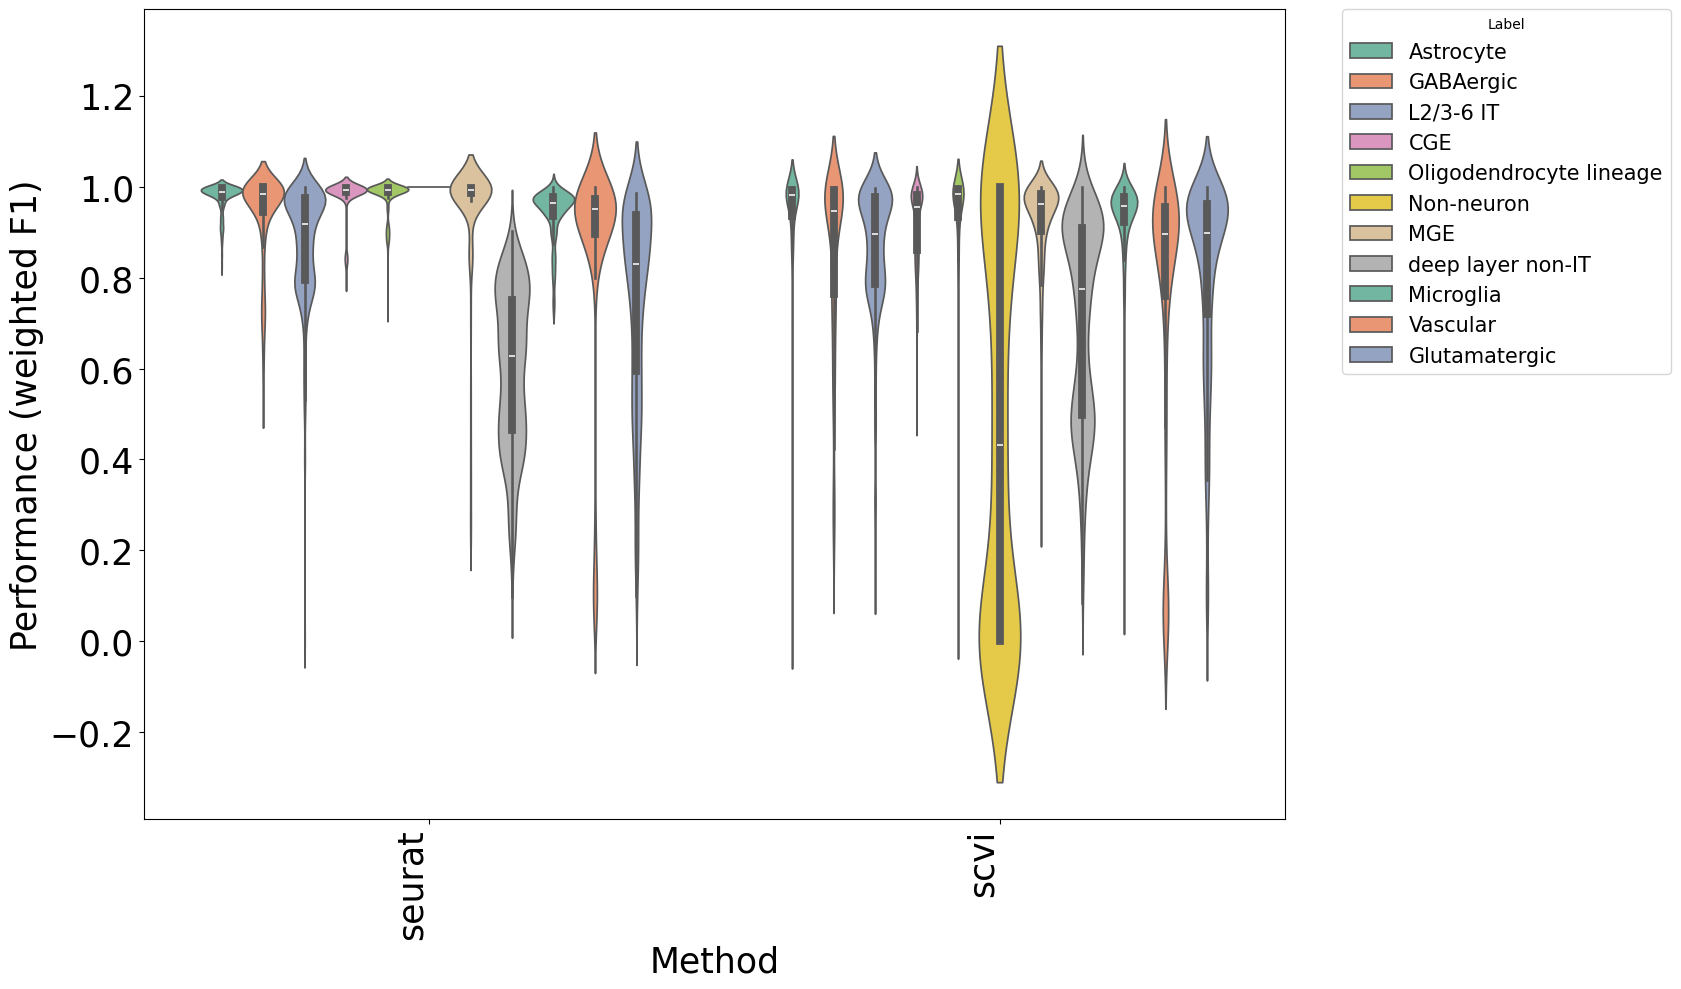 Performance (weighted F1)
1.2
1.0
0.8
0.6
0.4
0.2
0.0
−0.2
seurat
scvi
Method
Label
Astrocyte
GABAergic
L2/3-6 IT
CGE
Oligodendrocyte lineage
Non-neuron
MGE
deep layer non-IT
Microglia
Vascular
Glutamatergic